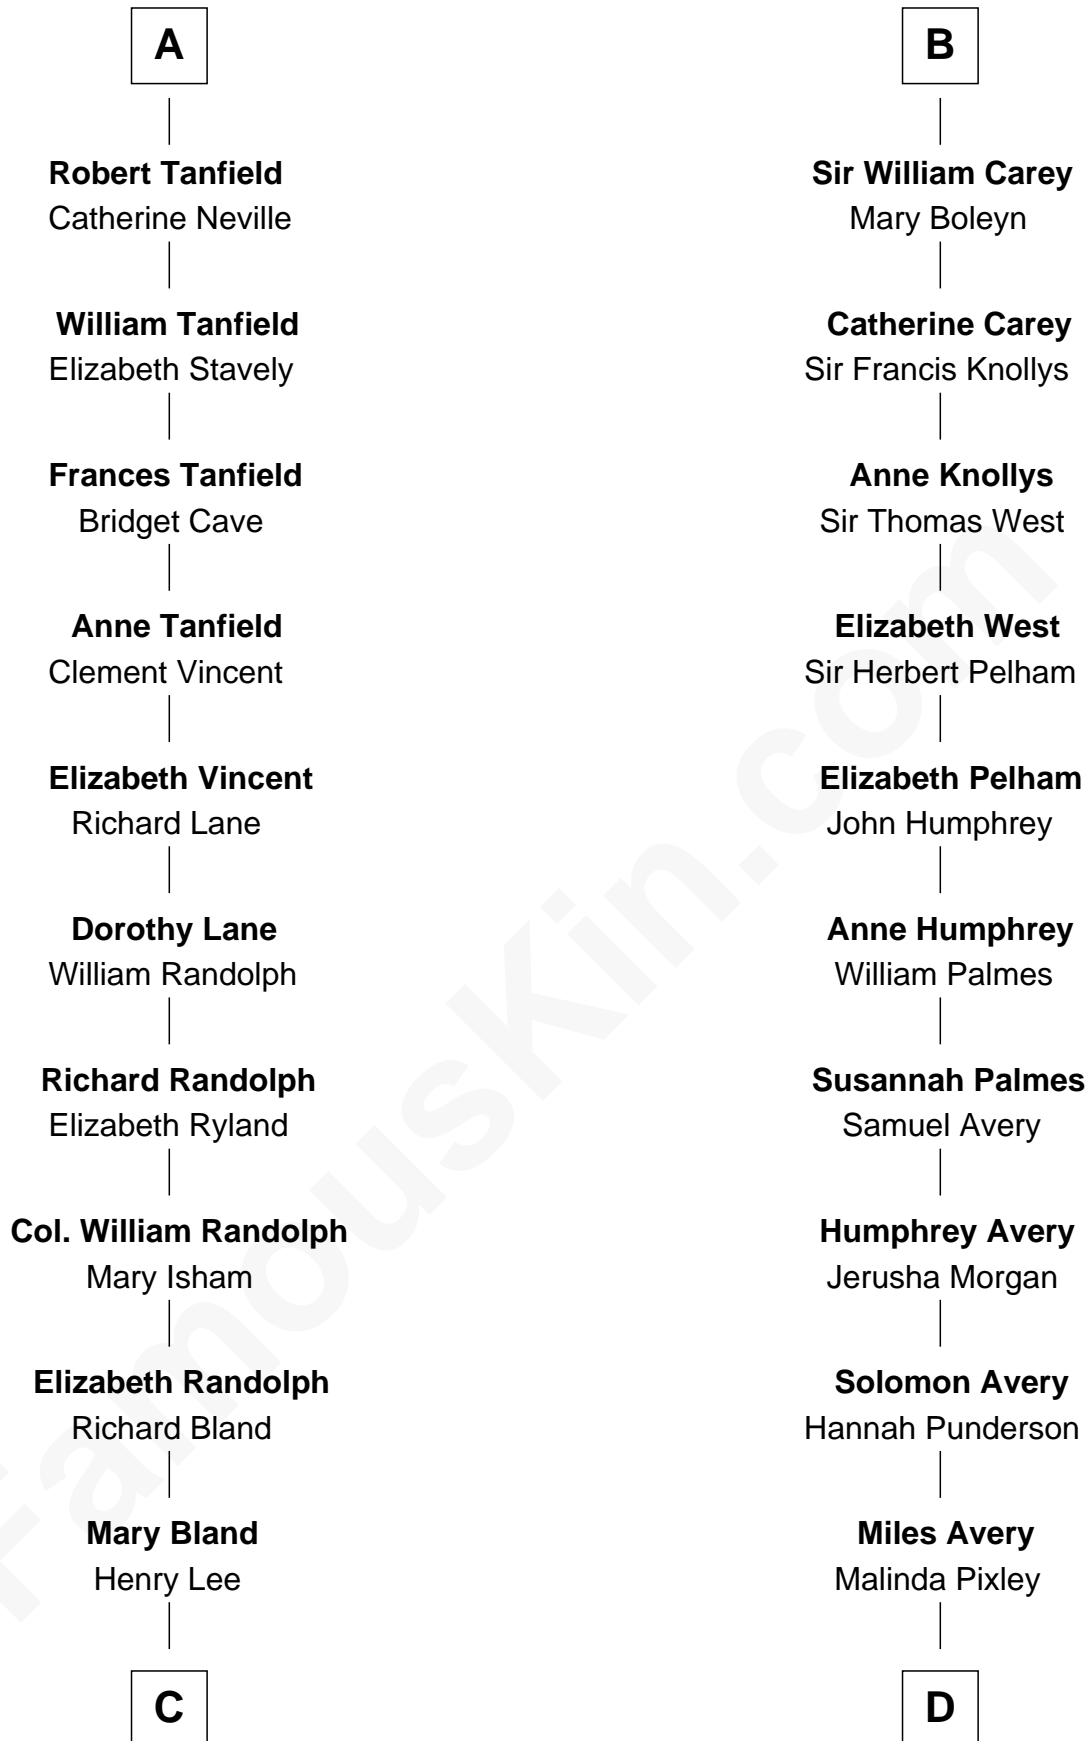 A
Robert Tanfield
Catherine Neville
William Tanfield
Elizabeth Stavely
Frances Tanfield
Bridget Cave
Anne Tanfield
Clement Vincent
Elizabeth Vincent
Richard Lane
Dorothy Lane
William Randolph
Richard Randolph
Elizabeth Ryland
Col. William Randolph
Mary Isham
Elizabeth Randolph
Richard Bland
Mary Bland
Henry Lee
C
B
Sir William Carey
Mary Boleyn
Catherine Carey
Sir Francis Knollys
Anne Knollys
Sir Thomas West
Elizabeth West
Sir Herbert Pelham
Elizabeth Pelham
John Humphrey
Anne Humphrey
William Palmes
Susannah Palmes
Samuel Avery
Humphrey Avery
Jerusha Morgan
Solomon Avery
Hannah Punderson
Miles Avery
Malinda Pixley
D
FamousKin.com